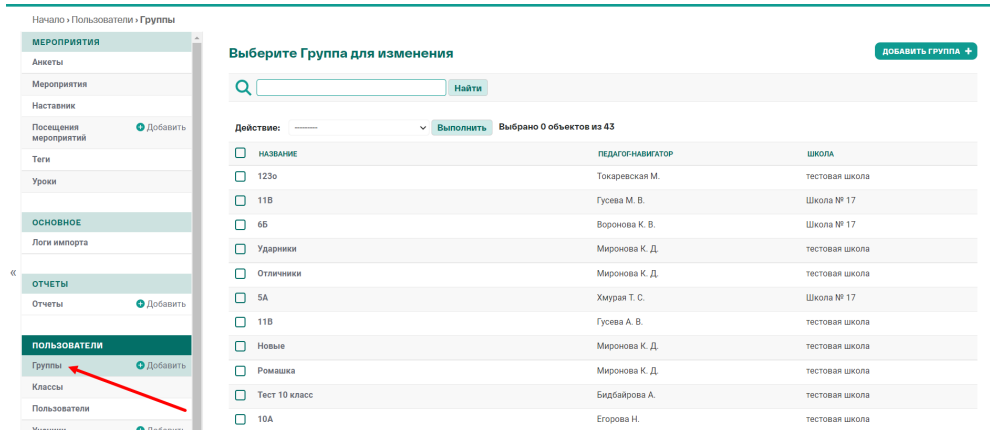 Начало › Пользователи › Группы
МЕРОПРИЯТИЯ
Анкеты
Мероприятия
Наставник
Посещения мероприятий Добавить
Теги
Уроки
ОСНОВНОЕ
Логи импорта
ОТЧЕТЫ
Отчеты Добавить
ПОЛЬЗОВАТЕЛИ
Группы Добавить
Классы
Пользователи
Ученики Добавить
«
Выберите Группа для изменения
ДОБАВИТЬ ГРУППА +
Найти
Действие: --------- Выполнить Выбрано 0 объектов из 43
НАЗВАНИЕ ПЕДАГОГ-НАВИГАТОР ШКОЛА
123о Токаревская М. тестовая школа
11В Гусева М. В. Школа № 17
6Б Воронова К. В. Школа № 17
Ударники Миронова К. Д. тестовая школа
Отличники Миронова К. Д. тестовая школа
5А Хмурая Т. С. Школа № 17
11В Гусева А. В. тестовая школа
Новые Миронова К. Д. тестовая школа
Ромашка Миронова К. Д. тестовая школа
Тест 10 класс Бидбайрова А. тестовая школа
10А Егорова Н. тестовая школа